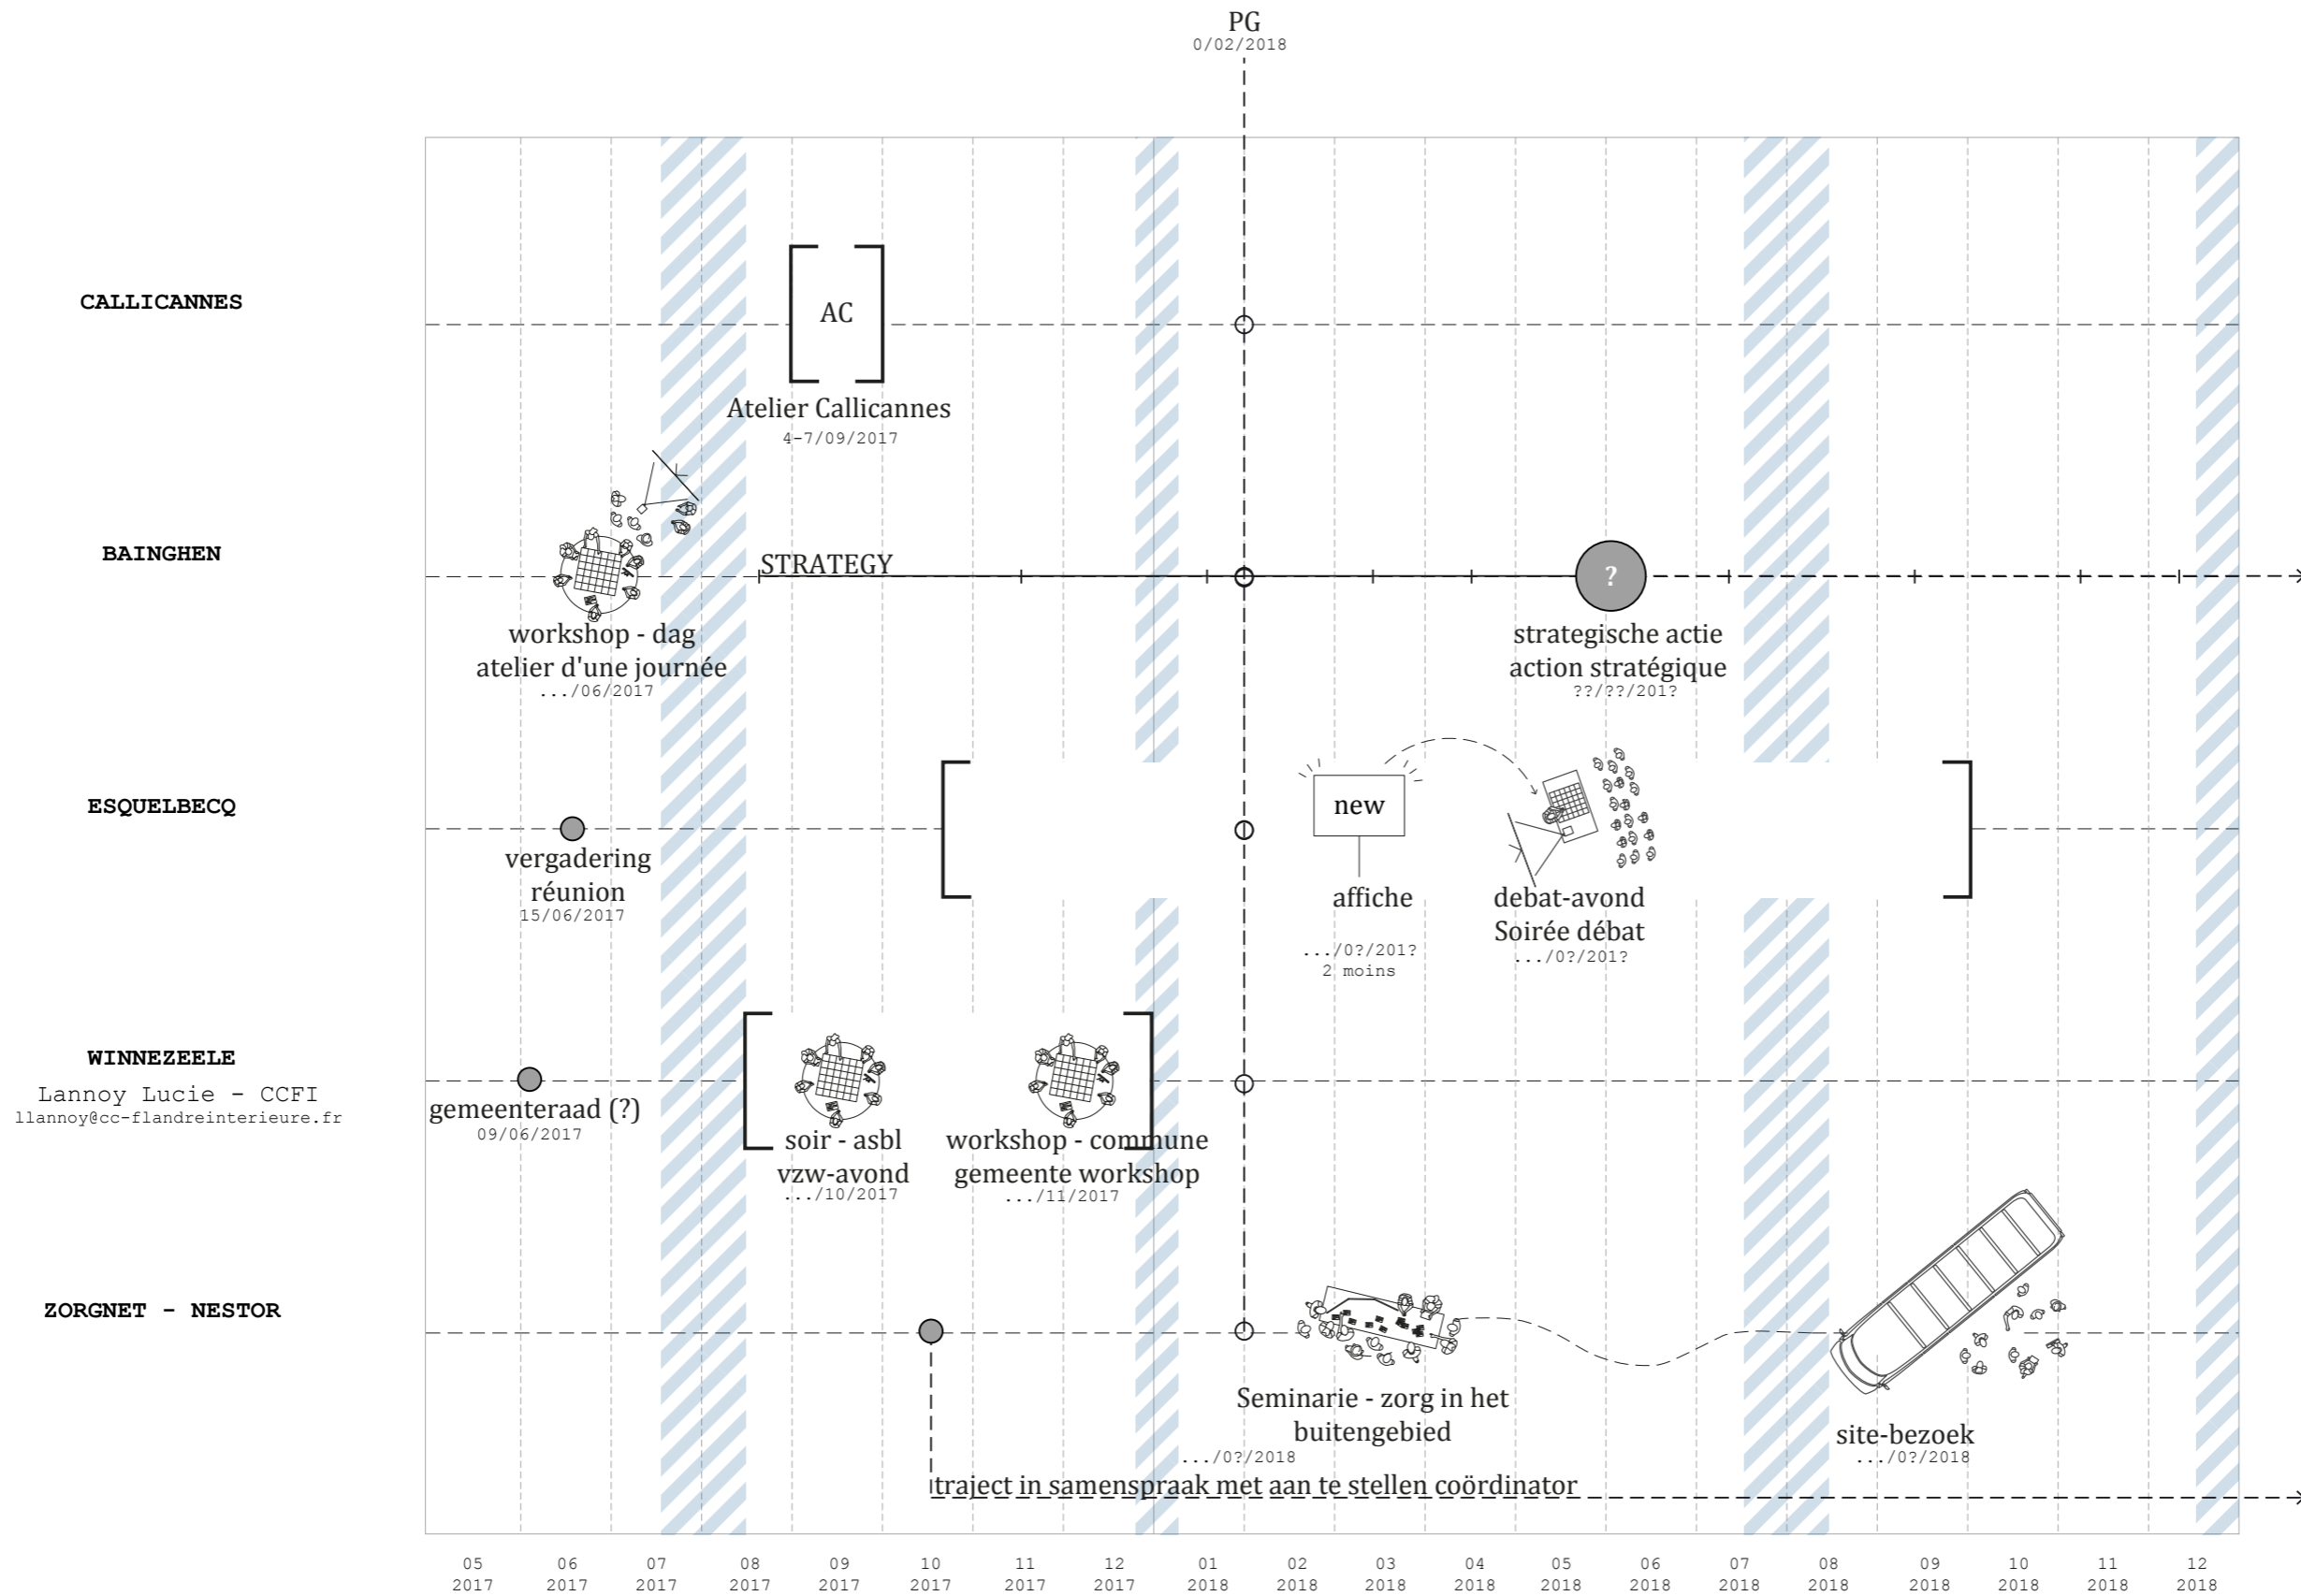 PG
0/02/2018
CALLICANNES
AC
Atelier Callicannes
4-7/09/2017
BAINGHEN
STRATEGY
?
workshop - dag
atelier d'une journée
.../06/2017
strategische actie
action stratégique
??/??/201?
ESQUELBECQ
new
vergadering
réunion
15/06/2017
affiche
.../0?/201?
2 moins
debat-avond
Soirée débat
.../0?/201?
WINNEZEELE
Lannoy Lucie - CCFI
llannoy@cc-flandreinterieure.fr
gemeenteraad (?)
09/06/2017
soir - asbl
vzw-avond
.../10/2017
workshop - commune
gemeente workshop
.../11/2017
ZORGNET - NESTOR
Seminarie - zorg in het
buitengebied
.../0?/2018
site-bezoek
.../0?/2018
traject in samenspraak met aan te stellen coördinator
05 06 07 08 09 10 11 12 01 02 03 04 05 06 07 08 09 10 11 12
2017 2017 2017 2017 2017 2017 2017 2017 2018 2018 2018 2018 2018 2018 2018 2018 2018 2018 2018 2018